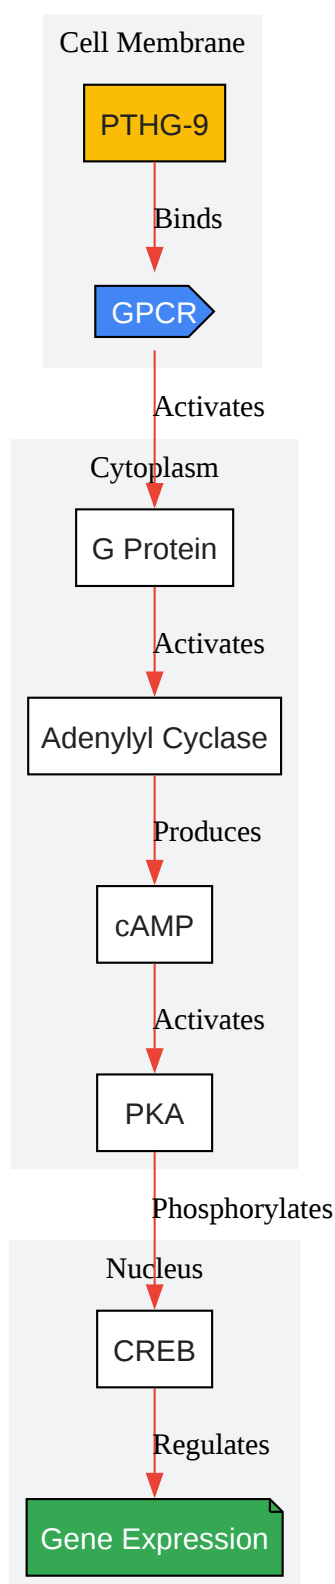 Cell Membrane
PTHG-9
Binds
GPCR
Activates
Cytoplasm
G Protein
Activates
Adenylyl Cyclase
Produces
cAMP
Activates
PKA
Phosphorylates
Nucleus
CREB
Regulates
Gene Expression